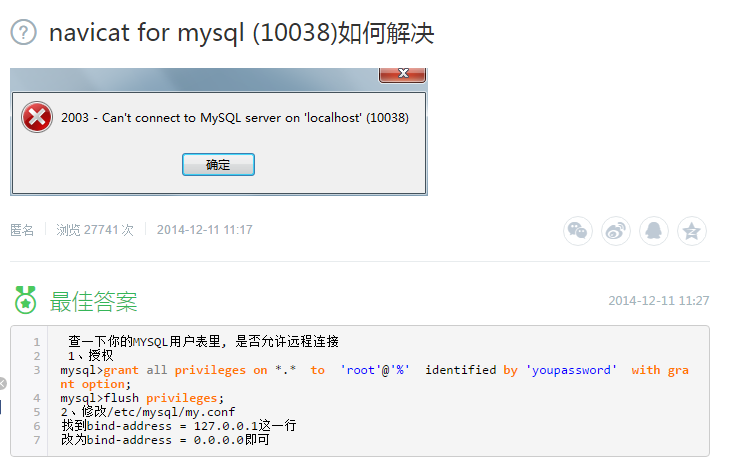 navicat for mysql (10038)如何解决
2003 - Can't connect to MySQL server on 'localhost' (10038)
确定
匿名 浏览 27741 次 2014-12-11 11:17
最佳答案 2014-12-11 11:27
1 查一下你的MYSQL用户表里, 是否允许远程连接
2 1、授权
3 mysql>grant all privileges on *.* to 'root'@'%' identified by 'youpassword' with gra
nt option;
4 mysql>flush privileges;
5 2、修改/etc/mysql/my.conf
6 找到bind-address = 127.0.0.1这一行
7 改为bind-address = 0.0.0.0即可